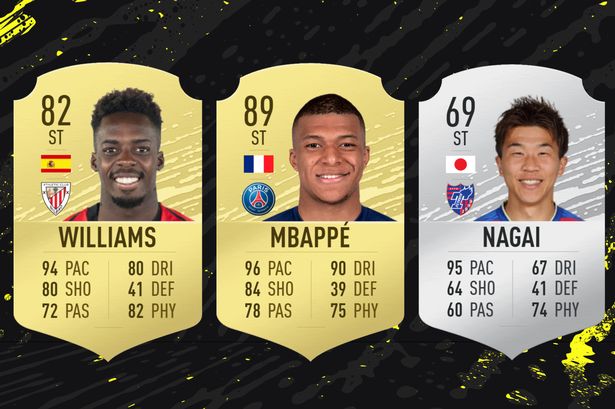 82
ST
WILLIAMS
94 PAC 80 DRI
80 SHO 41 DEF
72 PAS 82 PHY
89
ST
PARIS
MBAPPÉ
96 PAC 90 DRI
84 SHO 39 DEF
78 PAS 75 PHY
69
ST
NAGAI
95 PAC 67 DRI
64 SHO 41 DEF
60 PAS 74 PHY